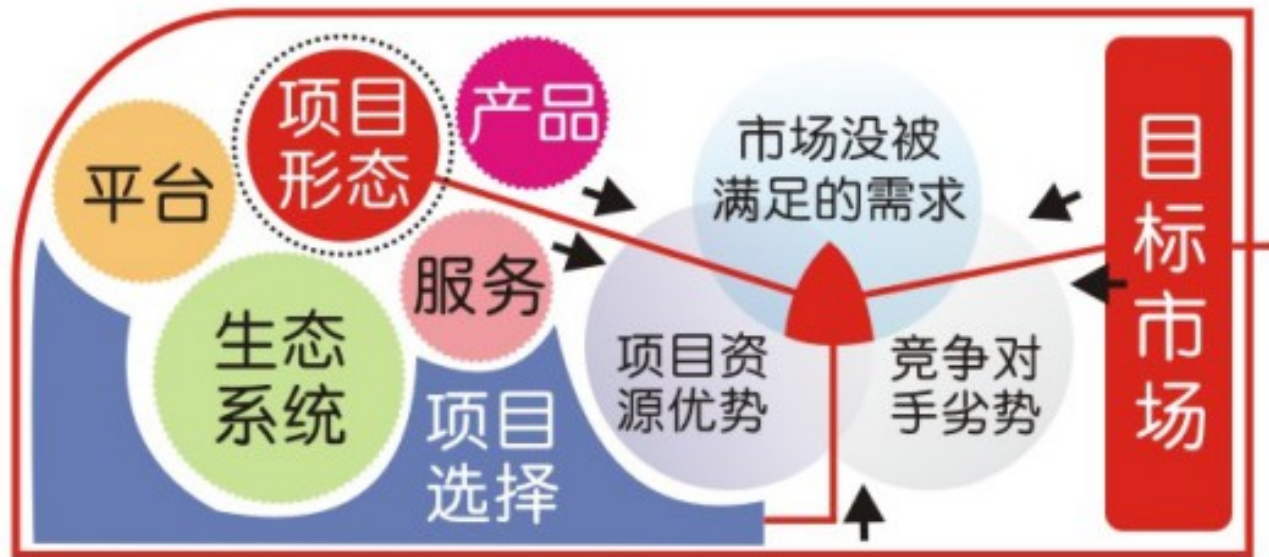 项目
形态
产品
平台
服务
生态
系统
项目
选择
市场没被
满足的需求
项目资
源优势
竞争对
手劣势
目标市场